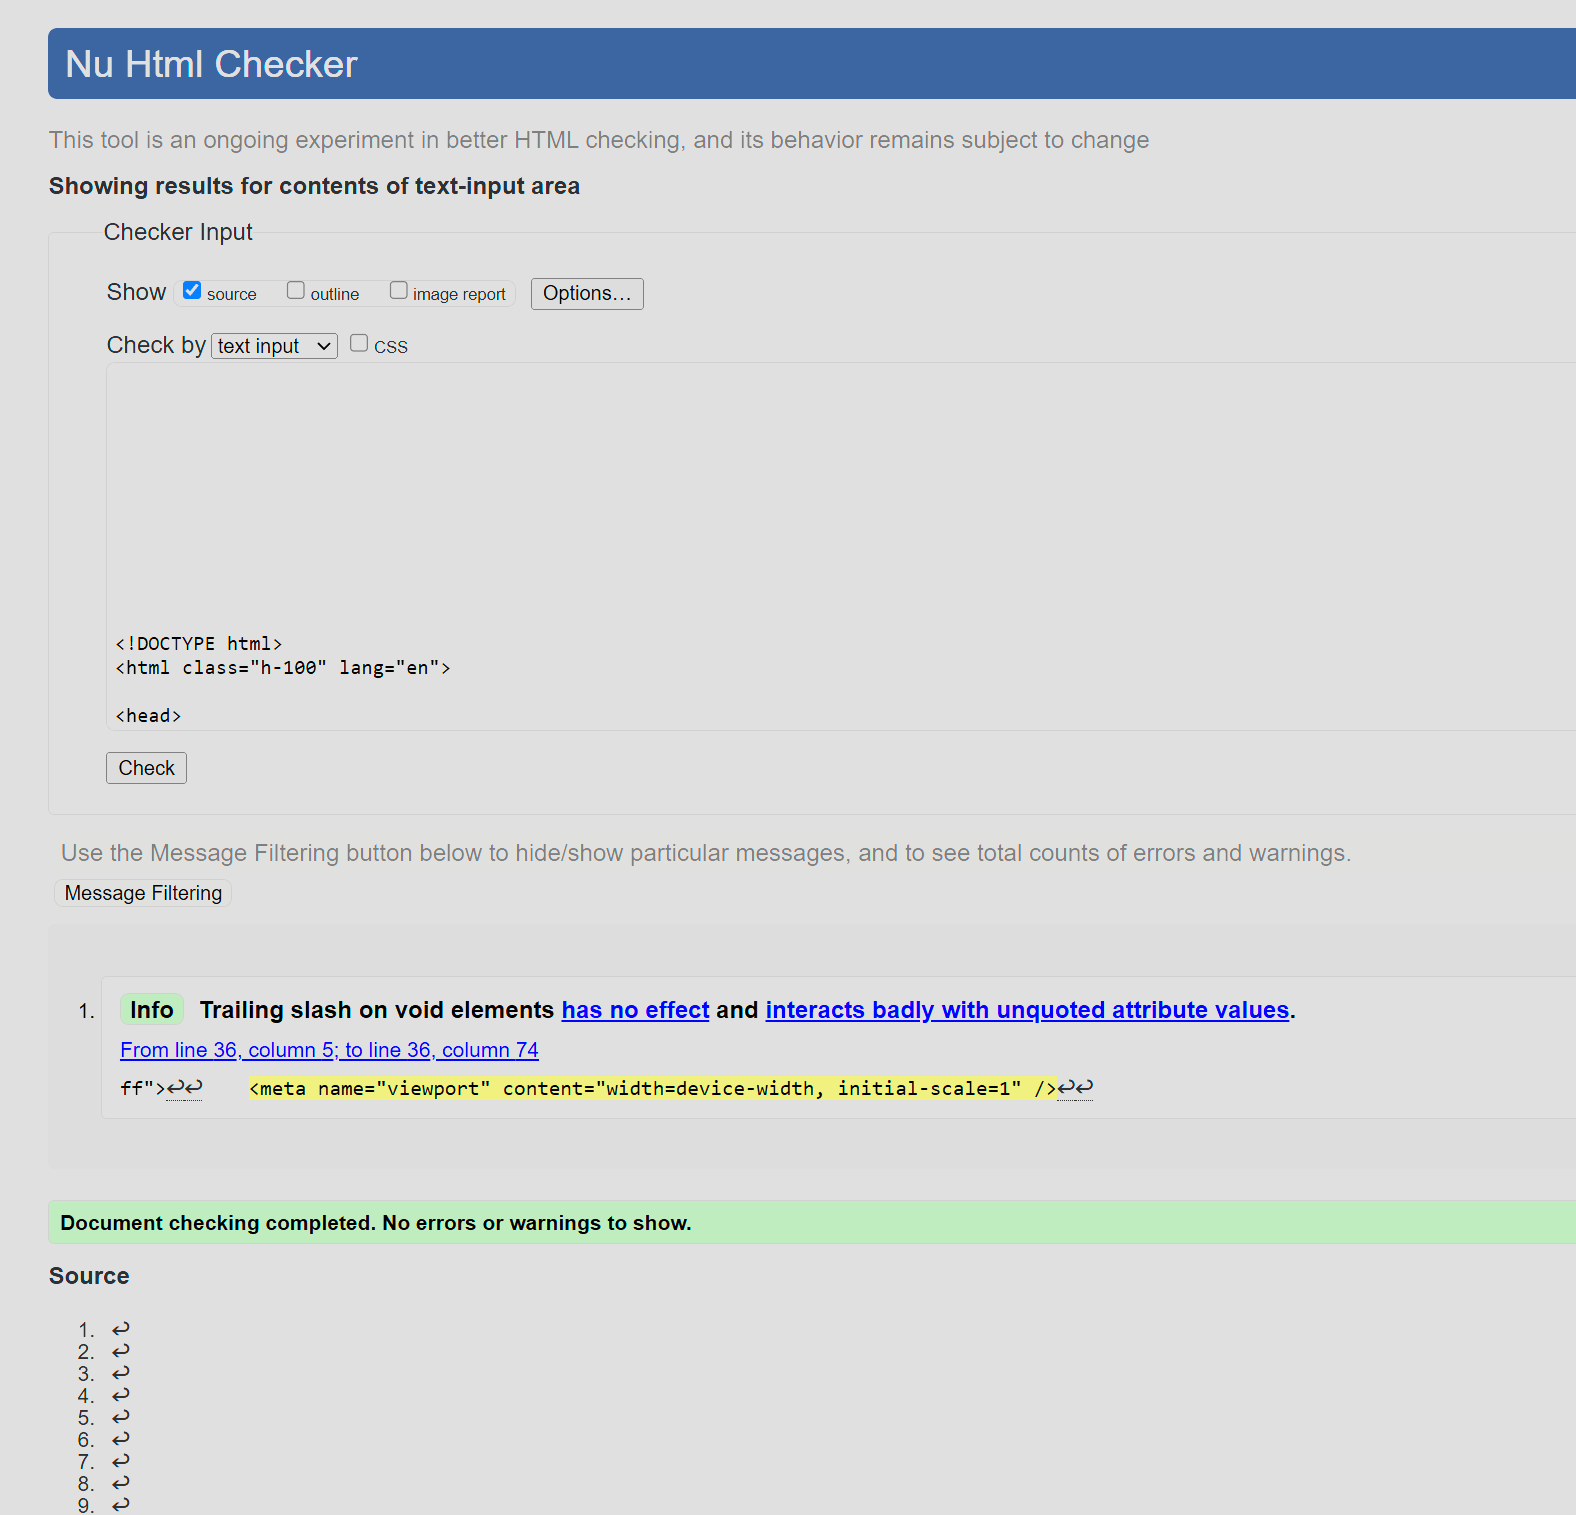 Nu Html Checker
This tool is an ongoing experiment in better HTML checking, and its behavior remains subject to change
Showing results for contents of text-input area
Checker Input
Show source outline image report Options...
Check by text input CSS
<!DOCTYPE html>
<html class="h-100" lang="en">
<head>
Check
Use the Message Filtering button below to hide/show particular messages, and to see total counts of errors and warnings.
Message Filtering
1. Info Trailing slash on void elements has no effect and interacts badly with unquoted attribute values.
From line 36, column 5; to line 36, column 74
ff">↩↩    <meta name="viewport" content="width=device-width, initial-scale=1" />↩↩
Document checking completed. No errors or warnings to show.
Source
1. ↩
2. ↩
3. ↩
4. ↩
5. ↩
6. ↩
7. ↩
8. ↩
9. ↩